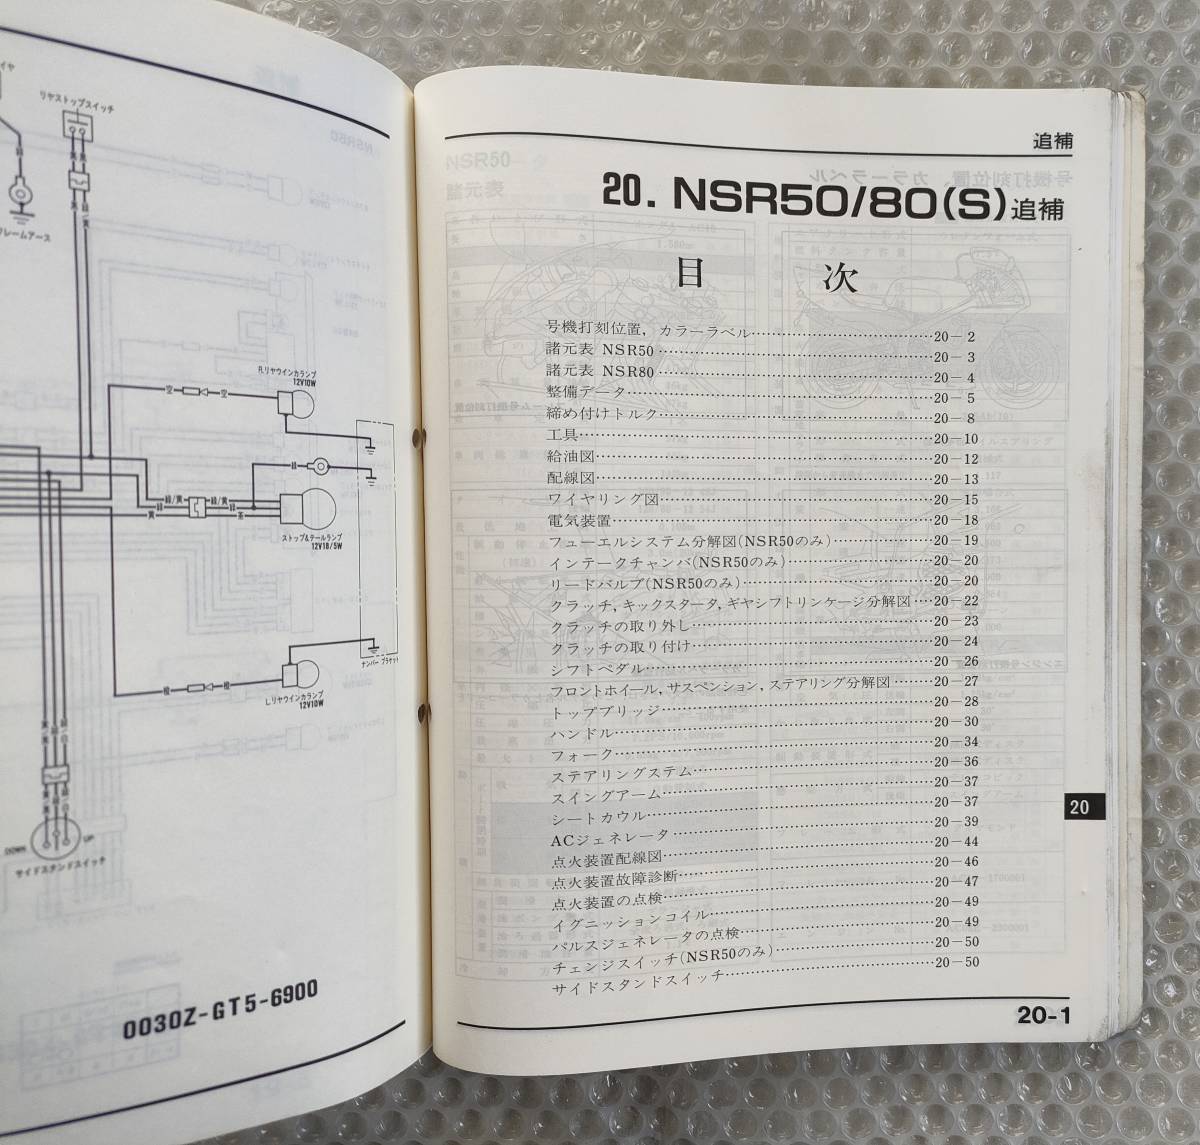 リヤストップスイッチ
フレームアース
R.リヤウインカランプ
12V10W
空
空
緑
緑/黄
緑/黄
緑
黄
茶
ストップ&テールランプ
12V18/5W
ナンバー ブラケット
橙
橙
L.リヤウインカランプ
12V10W
DOWN
UP
サイドスタンドスイッチ
0030Z-GT5-6900
追補
20. NSR50/80(S)追補
目次
号機打刻位置，カラーラベル……20－2
諸元表 NSR50……20－3
諸元表 NSR80……20－4
整備データ……20－5
締め付けトルク……20－8
工具……20－10
給油図……20－12
配線図……20－13
ワイヤリング図……20－15
電気装置……20－18
フューエルシステム分解図(NSR50のみ)……20－19
インテークチャンバ(NSR50のみ)……20－20
リードバルブ(NSR50のみ)……20－20
クラッチ, キックスタータ, ギヤシフトリンケージ分解図……20－22
クラッチの取り外し……20－23
クラッチの取り付け……20－24
シフトペダル……20－26
フロントホイール, サスペンション, ステアリング分解図……20－27
トップブリッジ……20－28
ハンドル……20－30
フォーク……20－34
ステアリングステム……20－36
スイングアーム……20－37
シートカウル……20－37
ACジェネレータ……20－39
点火装置配線図……20－44
点火装置故障診断……20－46
点火装置の点検……20－47
イグニッションコイル……20－49
パルスジェネレータの点検……20－49
チェンジスイッチ(NSR50のみ)……20－50
サイドスタンドスイッチ……20－50
20
20-1